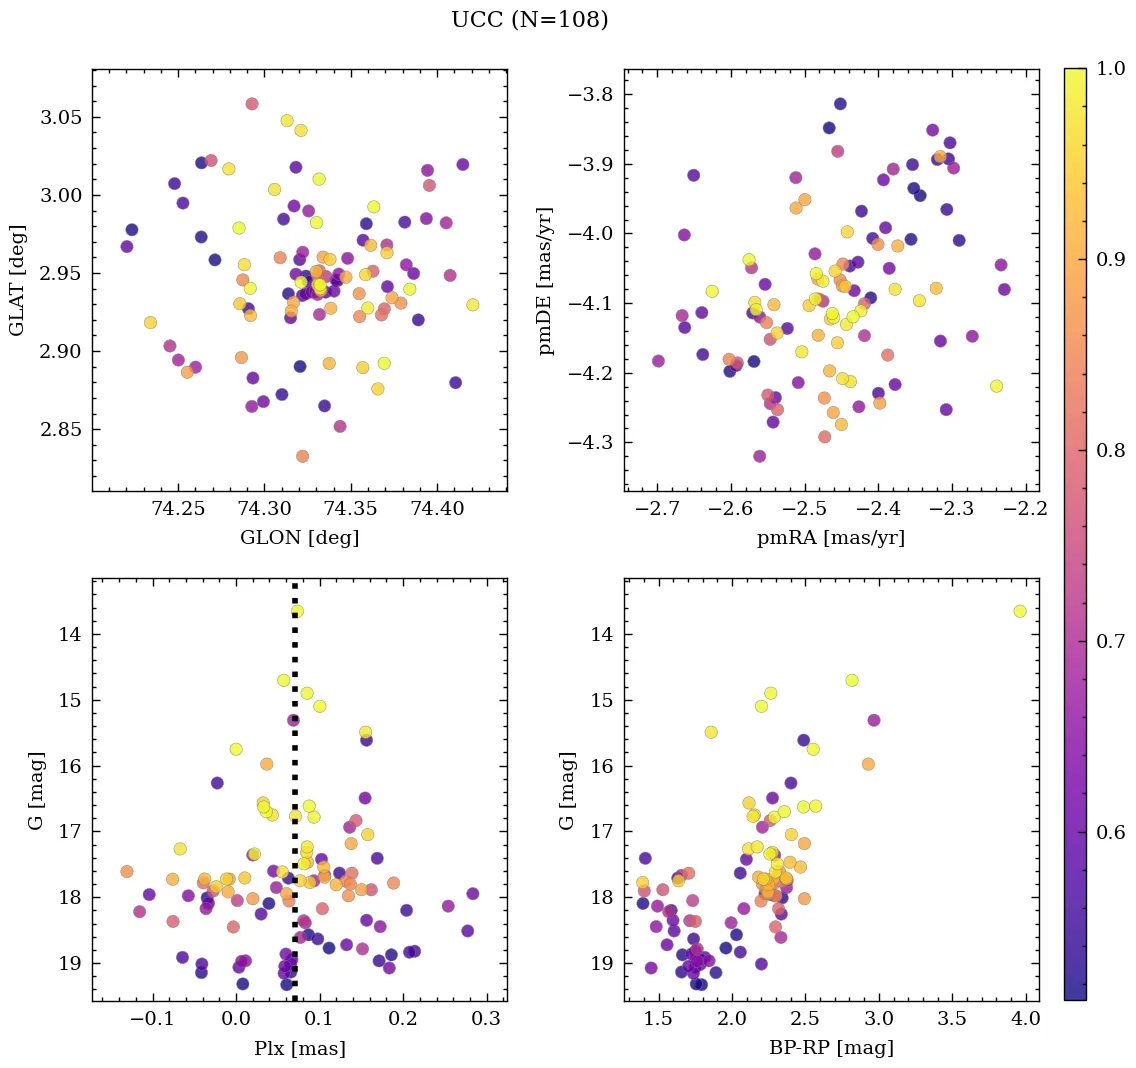 UCC (N=108)
3.05
3.00
2.95
2.90
2.85
GLAT [deg]
74.25 74.30 74.35 74.40
GLON [deg]
−3.8
−3.9
−4.0
−4.1
−4.2
−4.3
pmDE [mas/yr]
−2.7 −2.6 −2.5 −2.4 −2.3 −2.2
pmRA [mas/yr]
1.0
0.9
0.8
0.7
0.6
14
15
16
17
18
19
G [mag]
−0.1 0.0 0.1 0.2 0.3
Plx [mas]
14
15
16
17
18
19
G [mag]
1.5 2.0 2.5 3.0 3.5 4.0
BP-RP [mag]